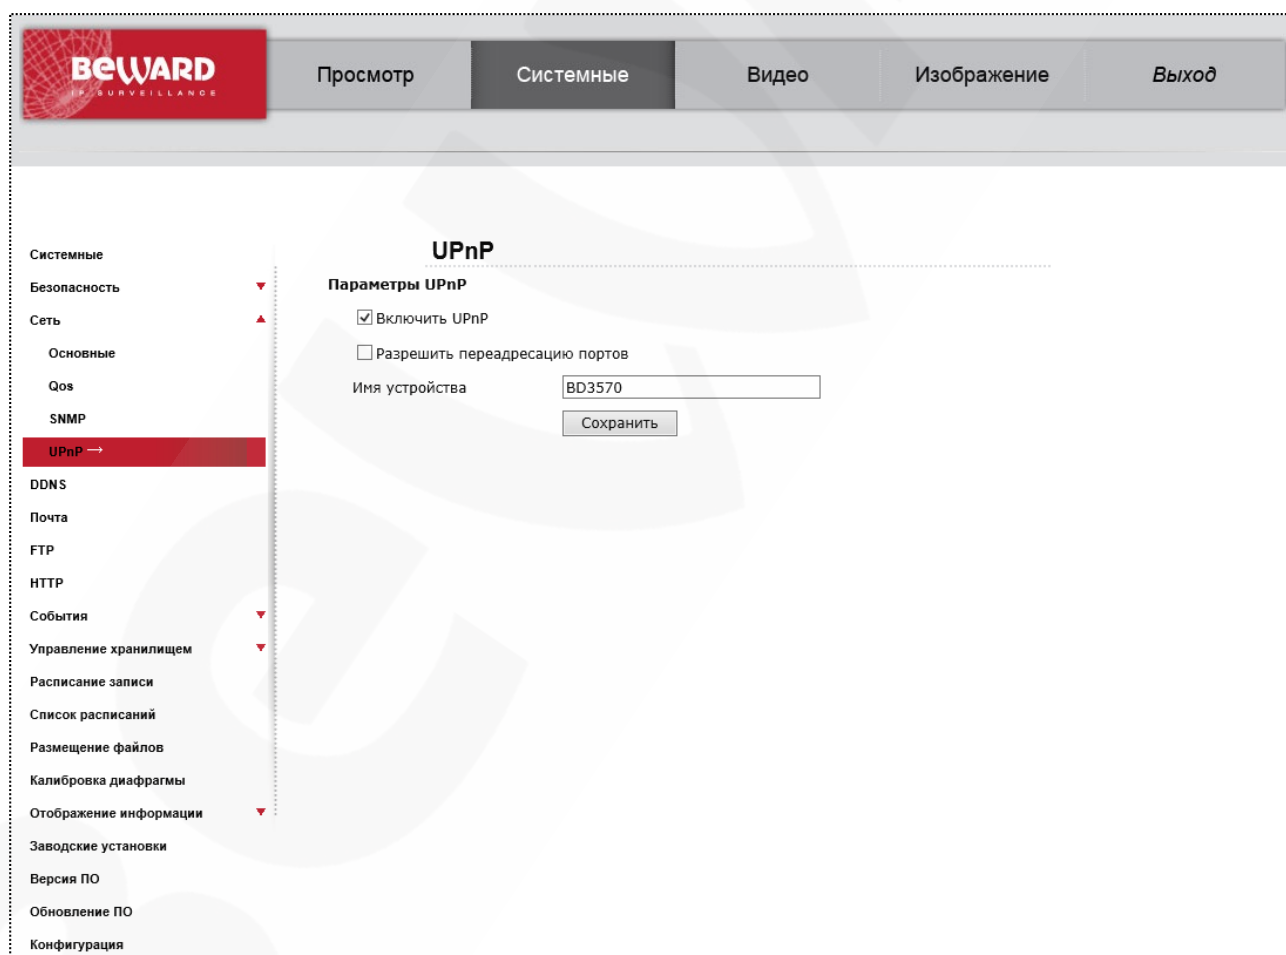 BEWARD
IP SURVEILLANCE
Просмотр
Системные
Видео
Изображение
Выход
Системные
Безопасность
Сеть
Основные
Qos
SNMP
UPnP →
DDNS
Почта
FTP
HTTP
События
Управление хранилищем
Расписание записи
Список расписаний
Размещение файлов
Калибровка диафрагмы
Отображение информации
Заводские установки
Версия ПО
Обновление ПО
Конфигурация
UPnP
Параметры UPnP
Включить UPnP
Разрешить переадресацию портов
Имя устройства
BD3570
Сохранить